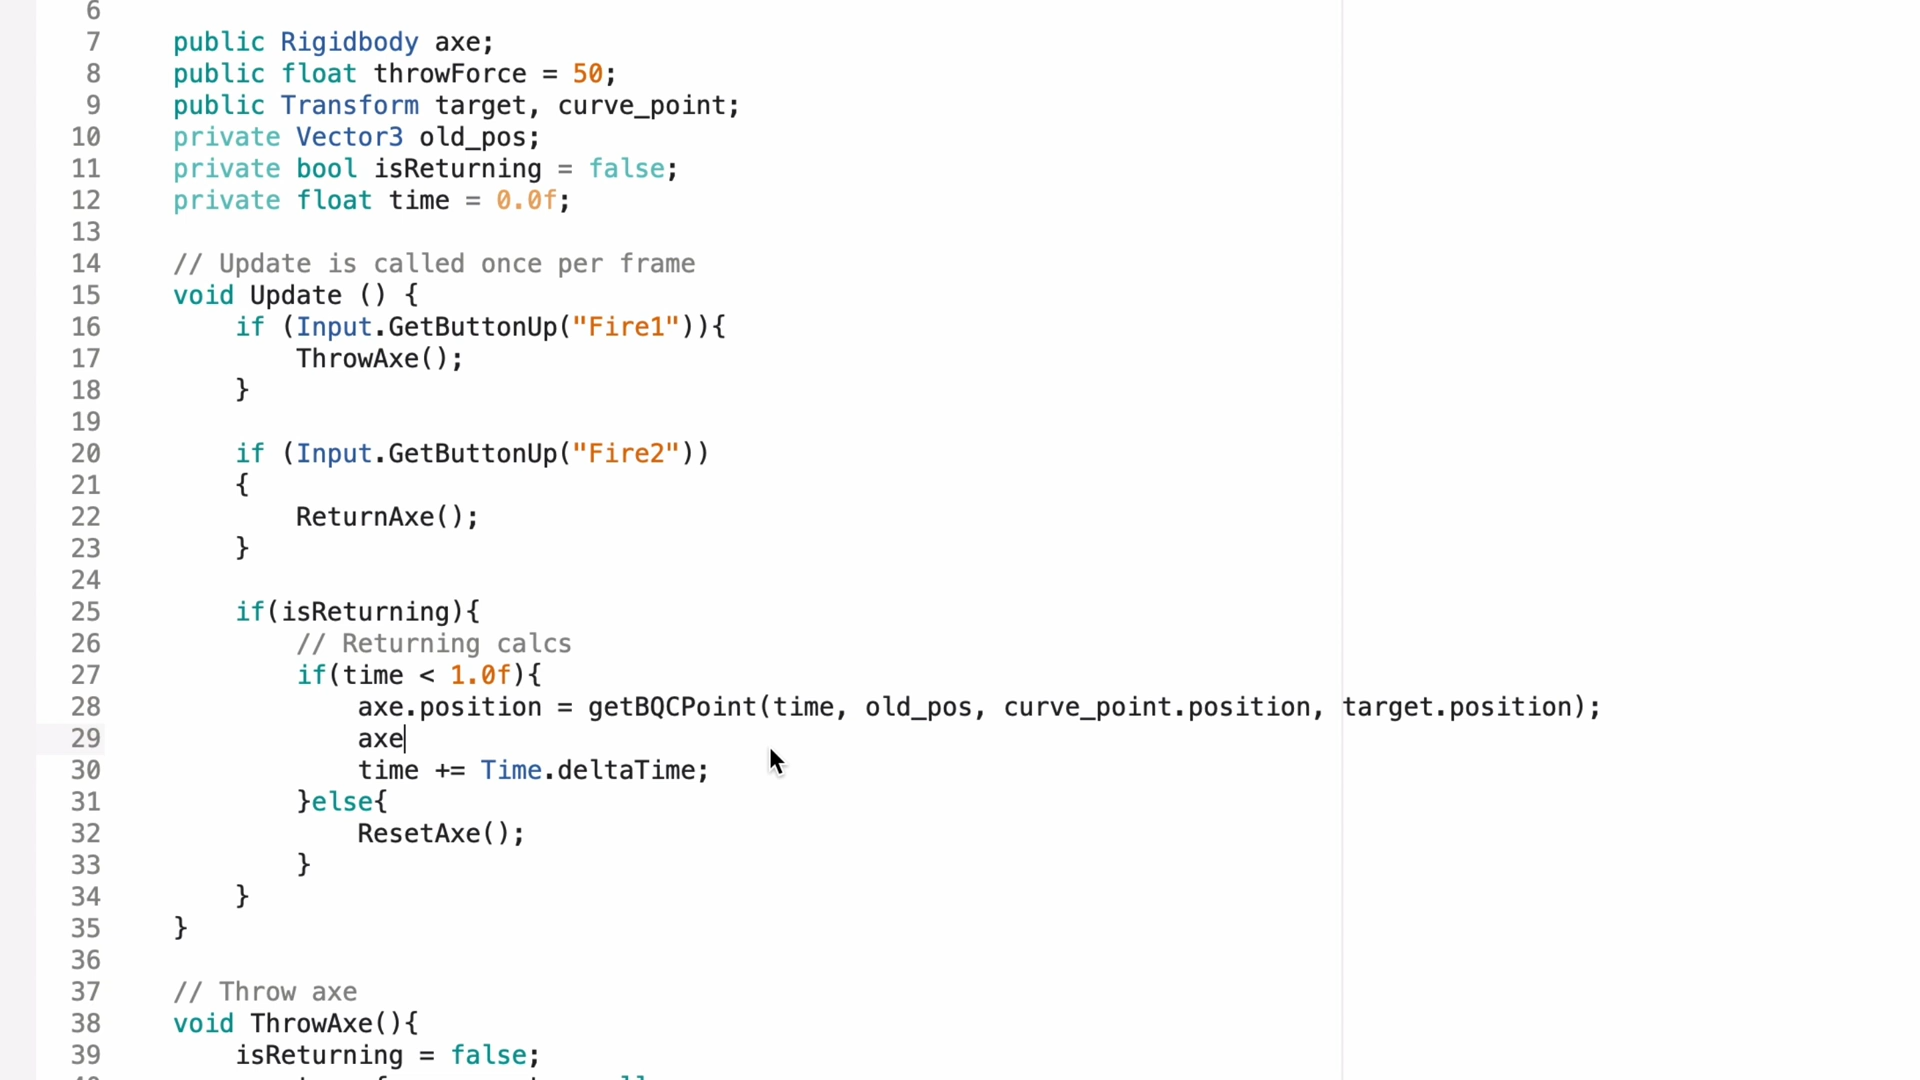 6
7 public Rigidbody axe;
8 public float throwForce = 50;
9 public Transform target, curve_point;
10 private Vector3 old_pos;
11 private bool isReturning = false;
12 private float time = 0.0f;
13
14 // Update is called once per frame
15 void Update () {
16 if (Input.GetButtonUp("Fire1")){
17 ThrowAxe();
18 }
19
20 if (Input.GetButtonUp("Fire2"))
21 {
22 ReturnAxe();
23 }
24
25 if(isReturning){
26 // Returning calcs
27 if(time < 1.0f){
28 axe.position = getBQCPoint(time, old_pos, curve_point.position, target.position);
29 axe
30 time += Time.deltaTime;
31 }else{
32 ResetAxe();
33 }
34 }
35 }
36
37 // Throw axe
38 void ThrowAxe(){
39 isReturning = false;